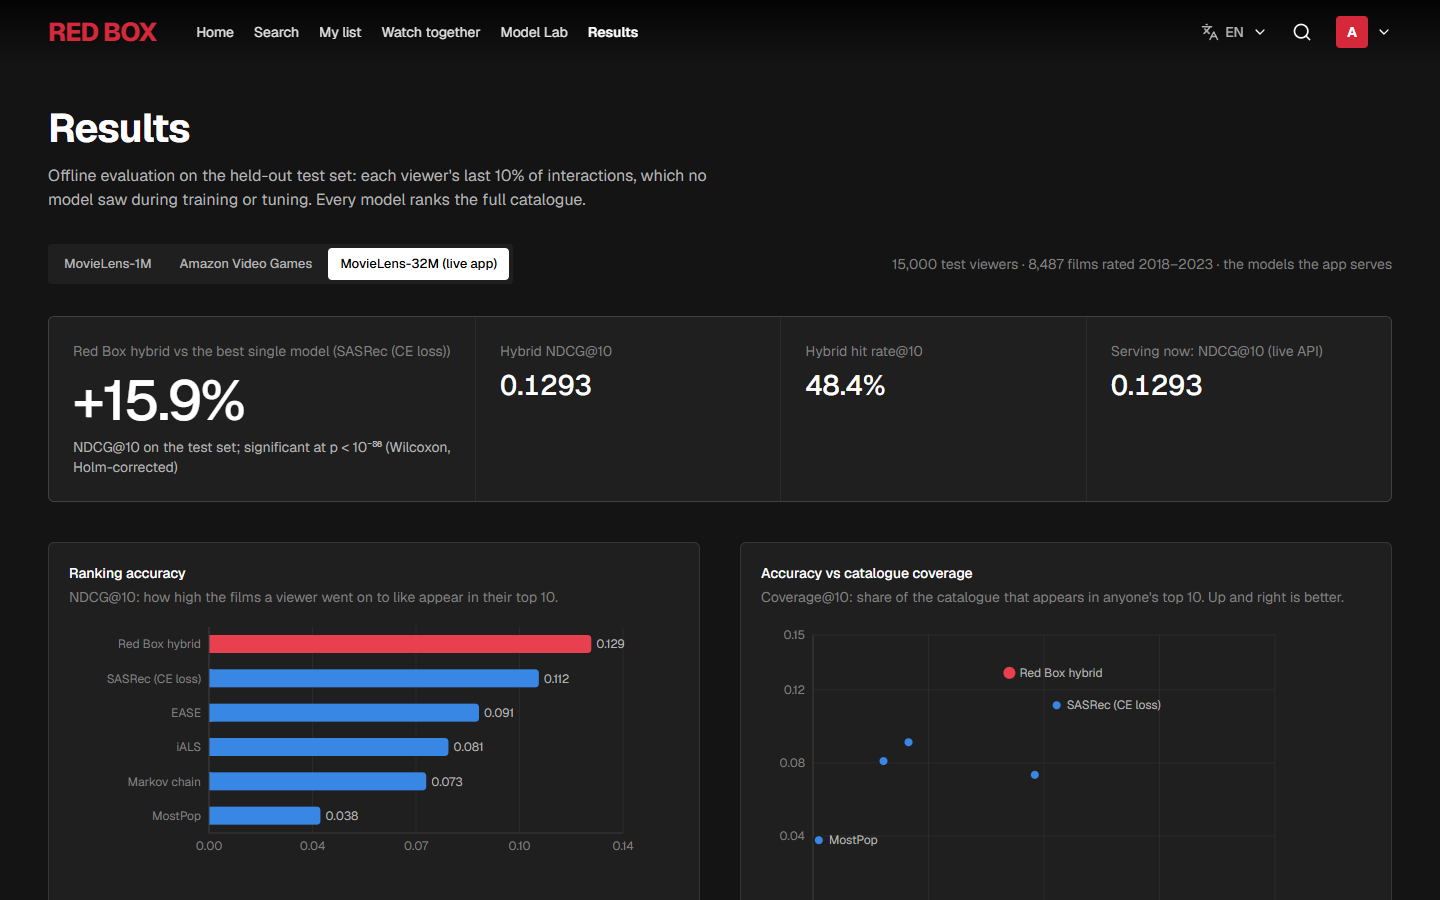 RED BOX
Home Search My list Watch together Model Lab Results
EN
A
Results
Offline evaluation on the held-out test set: each viewer's last 10% of interactions, which no
model saw during training or tuning. Every model ranks the full catalogue.
MovieLens-1M Amazon Video Games MovieLens-32M (live app)
15,000 test viewers · 8,487 films rated 2018–2023 · the models the app serves
Red Box hybrid vs the best single model (SASRec (CE loss))
+15.9%
NDCG@10 on the test set; significant at p < 10⁻⁸⁶ (Wilcoxon,
Holm-corrected)
Hybrid NDCG@10
0.1293
Hybrid hit rate@10
48.4%
Serving now: NDCG@10 (live API)
0.1293
Ranking accuracy
NDCG@10: how high the films a viewer went on to like appear in their top 10.
Red Box hybrid 0.129
SASRec (CE loss) 0.112
EASE 0.091
iALS 0.081
Markov chain 0.073
MostPop 0.038
0.00 0.04 0.07 0.10 0.14
Accuracy vs catalogue coverage
Coverage@10: share of the catalogue that appears in anyone's top 10. Up and right is better.
0.15
Red Box hybrid
0.12
SASRec (CE loss)
0.08
0.04
MostPop